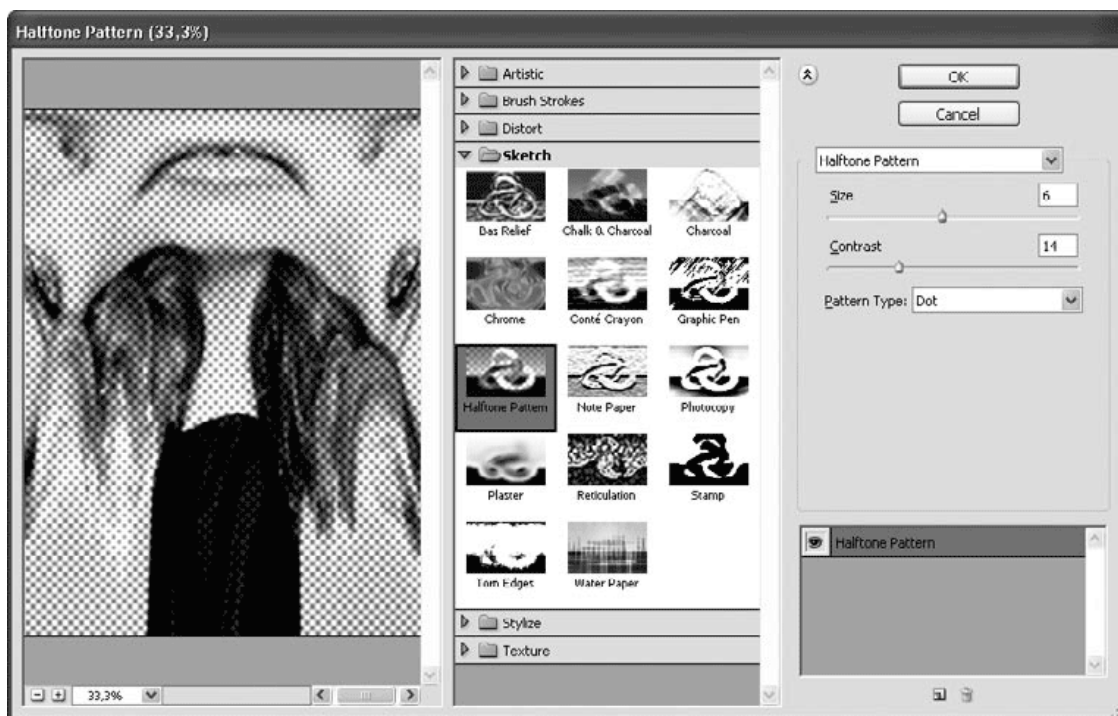 Halftone Pattern (33,3%)
Artistic
Brush Strokes
Distort
Sketch
Bas Relief
Chalk & Charcoal
Charcoal
Chrome
Conté Crayon
Graphic Pen
Halftone Pattern
Note Paper
Photocopy
Plaster
Reticulation
Stamp
Torn Edges
Water Paper
Stylize
Texture
33,3%
OK
Cancel
Halftone Pattern
Size
6
Contrast
14
Pattern Type: Dot
Halftone Pattern